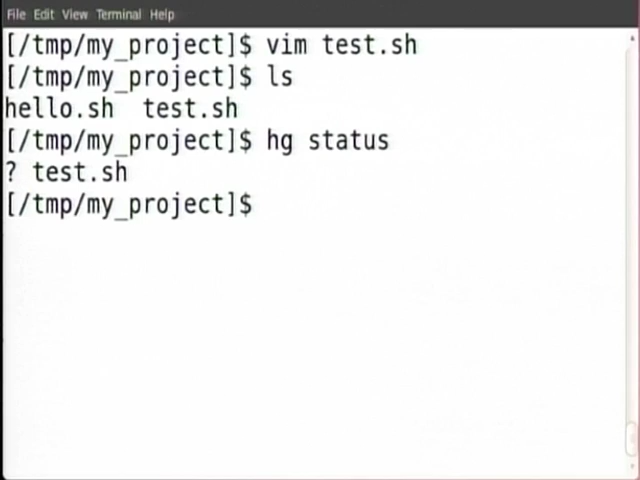 File Edit View Terminal Help
[/tmp/my_project]$ vim test.sh
[/tmp/my_project]$ ls
hello.sh  test.sh
[/tmp/my_project]$ hg status
? test.sh
[/tmp/my_project]$